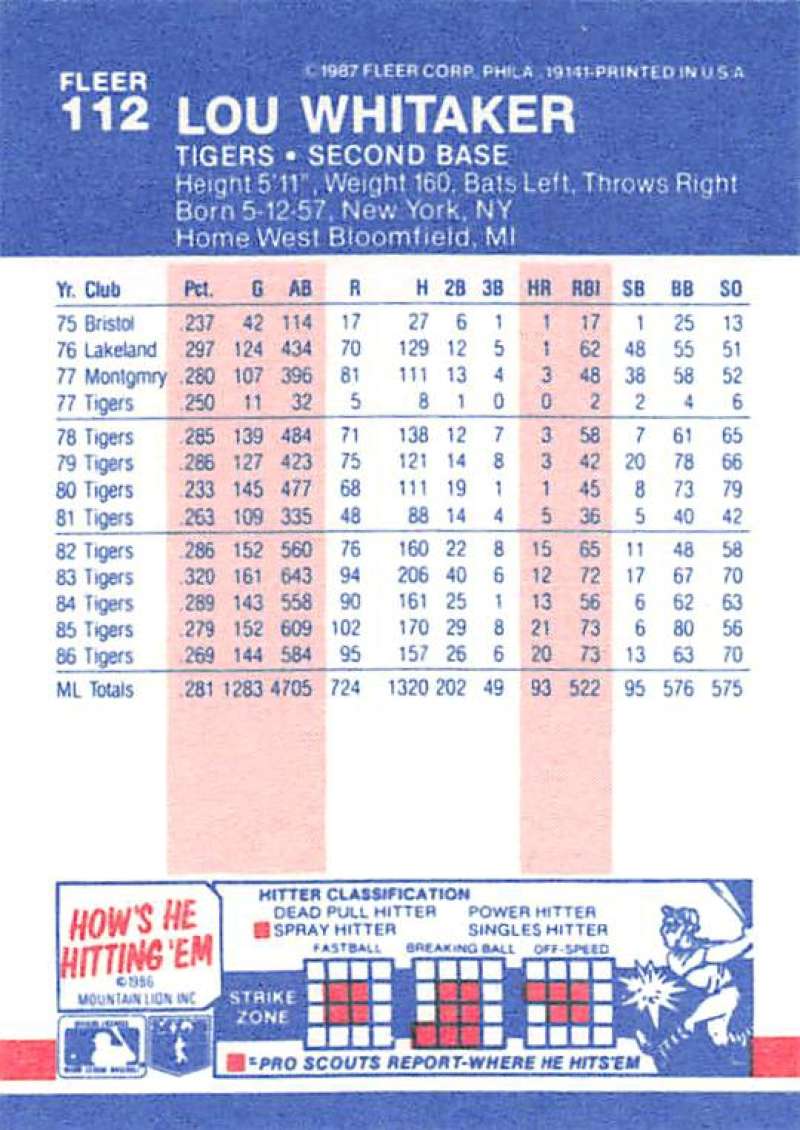 ©1987 FLEER CORP. PHILA., 19141-PRINTED IN U.S.A.
FLEER
112 LOU WHITAKER
TIGERS • SECOND BASE
Height 5'11", Weight 160, Bats Left, Throws Right
Born 5-12-57, New York, NY
Home West Bloomfield, MI
Yr. Club Pct. G AB R H 2B 3B HR RBI SB BB SO
75 Bristol .237 42 114 17 27 6 1 1 17 1 25 13
76 Lakeland .297 124 434 70 129 12 5 1 62 48 55 51
77 Montgmry .280 107 396 81 111 13 4 3 48 38 58 52
77 Tigers .250 11 32 5 8 1 0 0 2 2 4 6
78 Tigers .285 139 484 71 138 12 7 3 58 7 61 65
79 Tigers .286 127 423 75 121 14 8 3 42 20 78 66
80 Tigers .233 145 477 68 111 19 1 1 45 8 73 79
81 Tigers .263 109 335 48 88 14 4 5 36 5 40 42
82 Tigers .286 152 560 76 160 22 8 15 65 11 48 58
83 Tigers .320 161 643 94 206 40 6 12 72 17 67 70
84 Tigers .289 143 558 90 161 25 1 13 56 6 62 63
85 Tigers .279 152 609 102 170 29 8 21 73 6 80 56
86 Tigers .269 144 584 95 157 26 6 20 73 13 63 70
ML Totals .281 1283 4705 724 1320 202 49 93 522 95 576 575
HOW'S HE
HITTING 'EM
©1986
MOUNTAIN LION INC
HITTER CLASSIFICATION
DEAD PULL HITTER POWER HITTER
SPRAY HITTER SINGLES HITTER
FASTBALL BREAKING BALL OFF-SPEED
STRIKE
ZONE
=PRO SCOUTS REPORT-WHERE HE HITS'EM